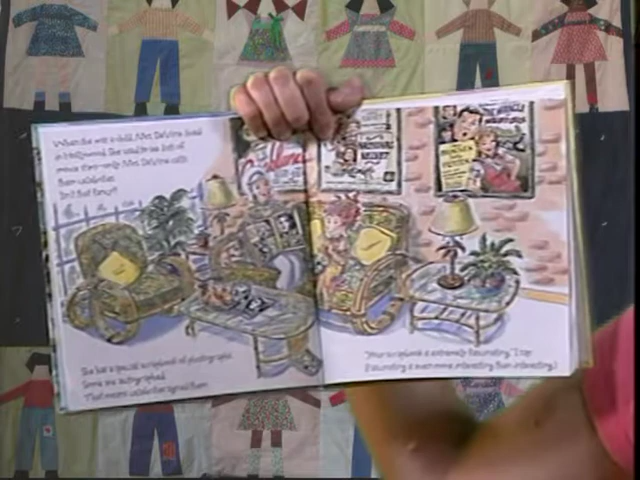 When she was a child, Mrs. DeVine lived
in Hollywood. She used to see lots of
movie stars—only Mrs. DeVine calls
them celebrities.
Isn't that fancy?
She has a special scrapbook of photographs.
Some are autographed.
That means celebrities signed them.
"Your scrapbook is extremely fascinating," I say.
(Fascinating is even more interesting than interesting.)